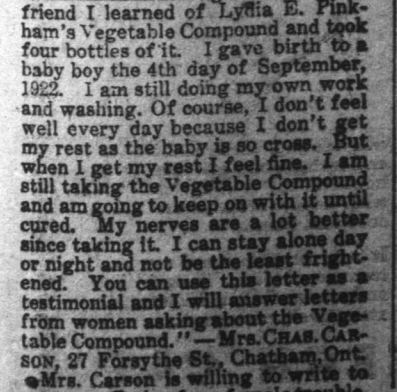 friend I learned of Lydia E. Pink-
ham's Vegetable Compound and took
four bottles of it. I gave birth to a
baby boy the 4th day of September,
1922. I am still doing my own work
and washing. Of course, I don't feel
well every day because I don't get
my rest as the baby is so cross. But
when I get my rest I feel fine. I am
still taking the Vegetable Compound
and am going to keep on with it until
cured. My nerves are a lot better
since taking it. I can stay alone day
or night and not be the least fright-
ened. You can use this letter as a
testimonial and I will answer letters
from women asking about the Vege-
table Compound."—MRS. CHAS. CAR-
SON, 27 Forsythe St., Chatham, Ont.
Mrs. Carson is willing to write to